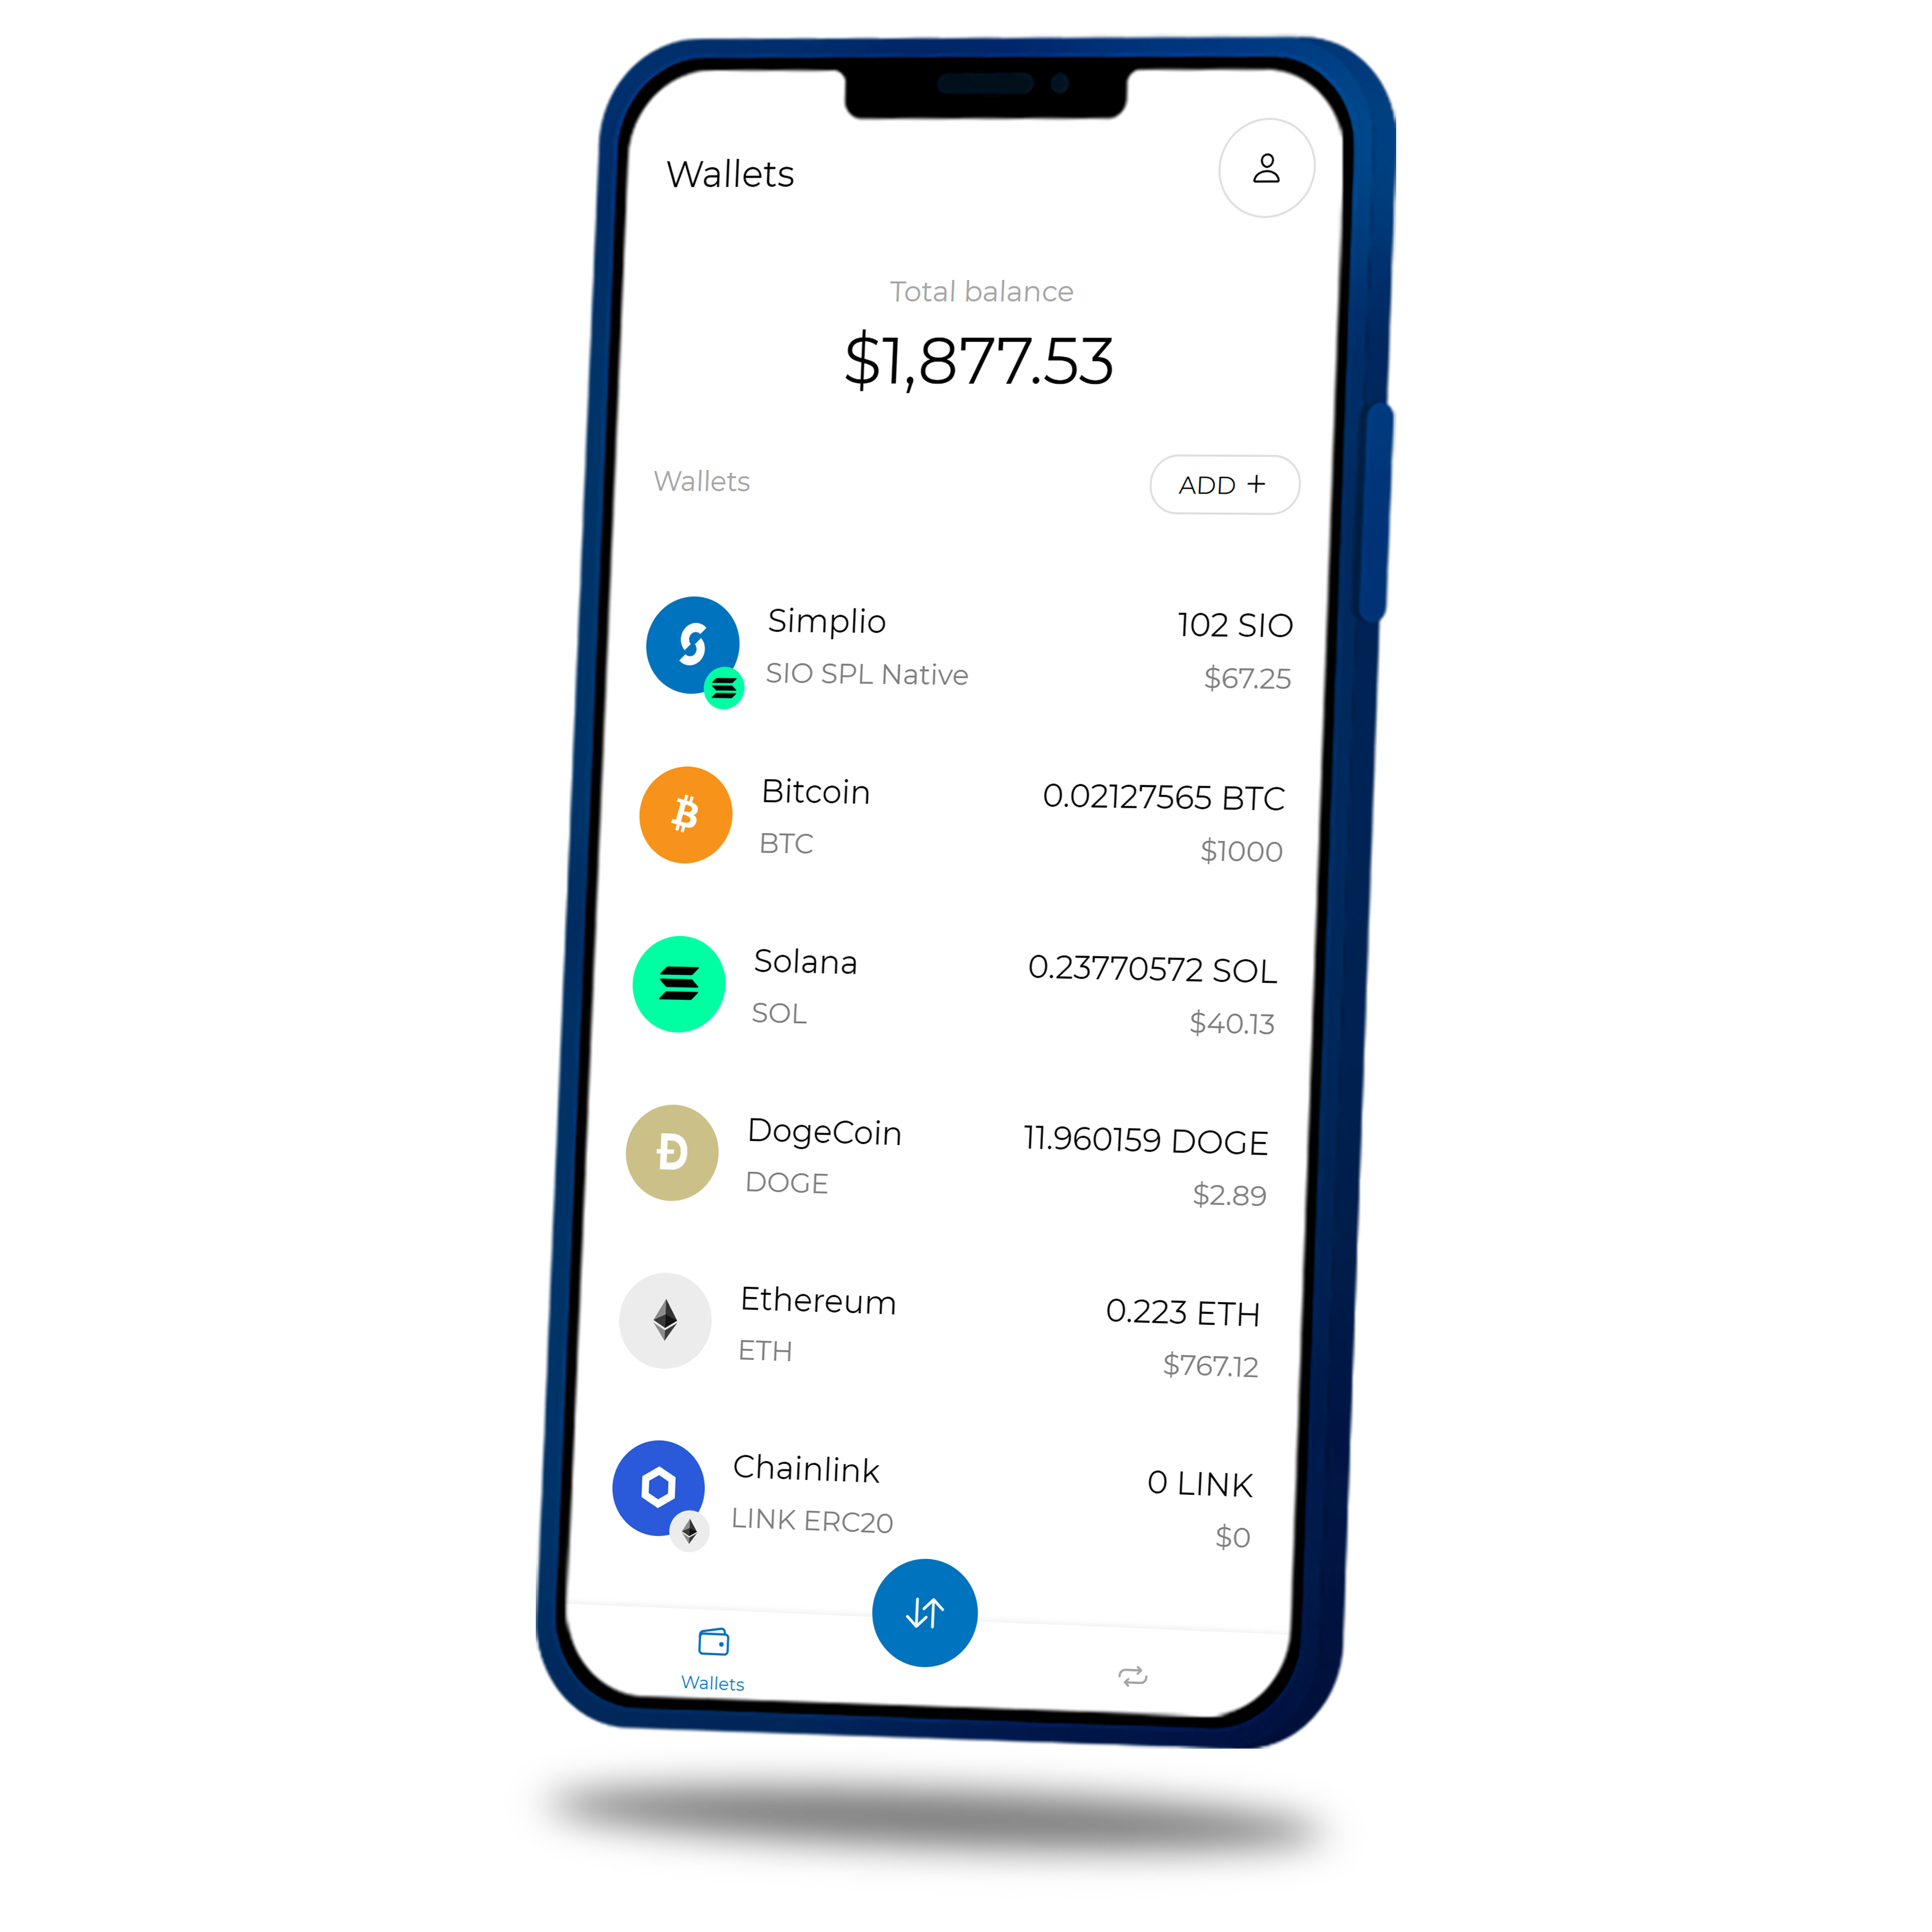 Wallets
Total balance
$1,877.53
Wallets
ADD +
Simplio
102 SIO
SIO SPL Native
$67.25
Bitcoin
0.02127565 BTC
BTC
$1000
Solana
0.23770572 SOL
SOL
$40.13
DogeCoin
11.960159 DOGE
DOGE
$2.89
Ethereum
0.223 ETH
ETH
$767.12
Chainlink
0 LINK
LINK ERC20
$0
Wallets